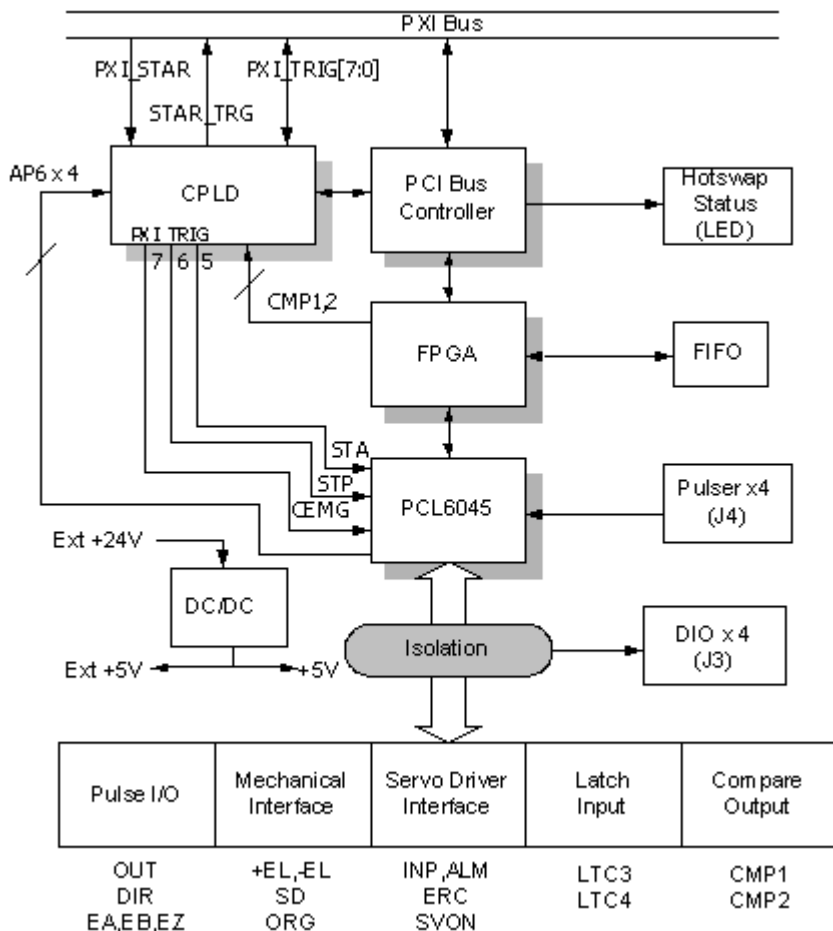 PXI Bus
PXI_STAR
PXI_TRIG[7:0]
STAR_TRG
AP6 x 4
CPLD
PXI TRIG
7 6 5
PCI Bus
Controller
Hotswap
Status
(LED)
CMP1,2
FPGA
FIFO
STA
STP
CEMG
PCL6045
Pulser x4
(J4)
Ext +24V
DC/DC
Ext +5V
+5V
Isolation
DIO x 4
(J3)
Pulse I/O
Mechanical
Interface
Servo Driver
Interface
Latch
Input
Compare
Output
OUT
DIR
EA,EB,EZ
+EL,-EL
SD
ORG
INP,ALM
ERC
SVON
LTC3
LTC4
CMP1
CMP2